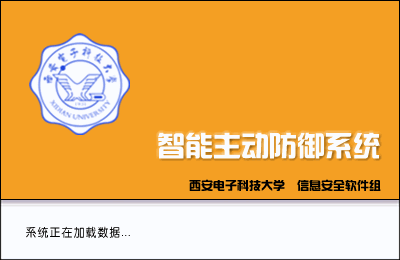 西安电子科技大学
XIDIAN UNIVERSITY
智能主动防御系统
西安电子科技大学 信息安全软件组
系统正在加载数据...